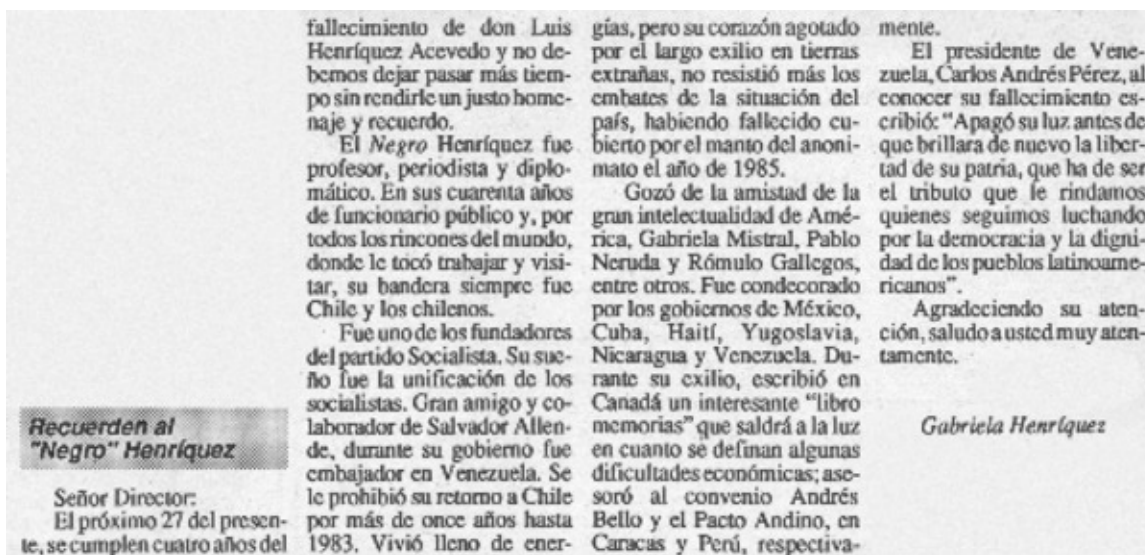 Recuerden al
"Negro" Henríquez
Señor Director:
El próximo 27 del presen-
te, se cumplen cuatro años del
fallecimiento de don Luis
Henríquez Acevedo y no de-
bemos dejar pasar más tiem-
po sin rendirle un justo home-
naje y recuerdo.
El Negro Henríquez fue
profesor, periodista y diplo-
mático. En sus cuarenta años
de funcionario público y, por
todos los rincones del mundo,
donde le tocó trabajar y visi-
tar, su bandera siempre fue
Chile y los chilenos.
Fue uno de los fundadores
del partido Socialista. Su sue-
ño fue la unificación de los
socialistas. Gran amigo y co-
laborador de Salvador Allen-
de, durante su gobierno fue
embajador en Venezuela. Se
le prohibió su retorno a Chile
por más de once años hasta
1983. Vivió lleno de ener-
gías, pero su corazón agotado
por el largo exilio en tierras
extrañas, no resistió más los
embates de la situación del
país, habiendo fallecido cu-
bierto por el manto del anoni-
mato el año de 1985.
Gozó de la amistad de la
gran intelectualidad de Amé-
rica, Gabriela Mistral, Pablo
Neruda y Rómulo Gallegos,
entre otros. Fue condecorado
por los gobiernos de México,
Cuba, Haití, Yugoslavia,
Nicaragua y Venezuela. Du-
rante su exilio, escribió en
Canadá un interesante "libro
memorias" que saldrá a la luz
en cuanto se definan algunas
dificultades económicas; ase-
soró al convenio Andrés
Bello y el Pacto Andino, en
Caracas y Perú, respectiva-
mente.
El presidente de Vene-
zuela, Carlos Andrés Pérez, al
conocer su fallecimiento es-
cribió: "Apagó su luz antes de
que brillara de nuevo la liber-
tad de su patria, que ha de ser
el tributo que le rindamos
quienes seguimos luchando
por la democracia y la digni-
dad de los pueblos latinoame-
ricanos".
Agradeciendo su aten-
ción, saludo a usted muy aten-
tamente.
Gabriela Henríquez